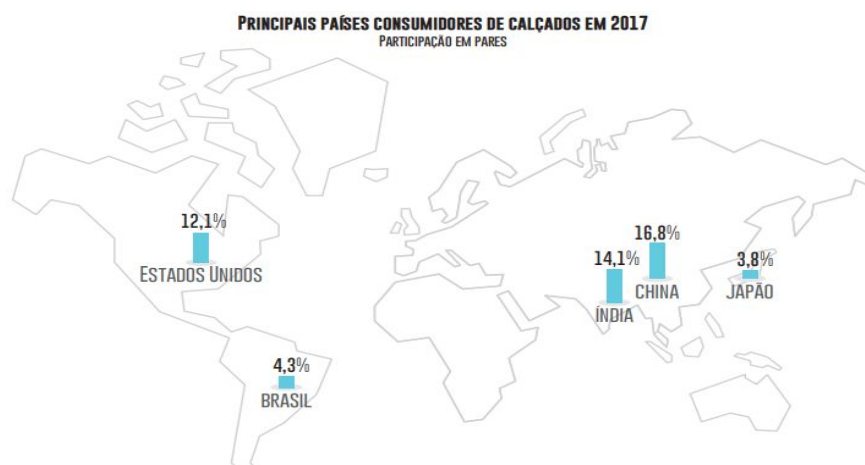 PRINCIPAIS PAÍSES CONSUMIDORES DE CALÇADOS EM 2017
PARTICIPAÇÃO EM PARES
12,1%
ESTADOS UNIDOS
16,8%
CHINA
14,1%
ÍNDIA
3,8%
JAPÃO
4,3%
BRASIL